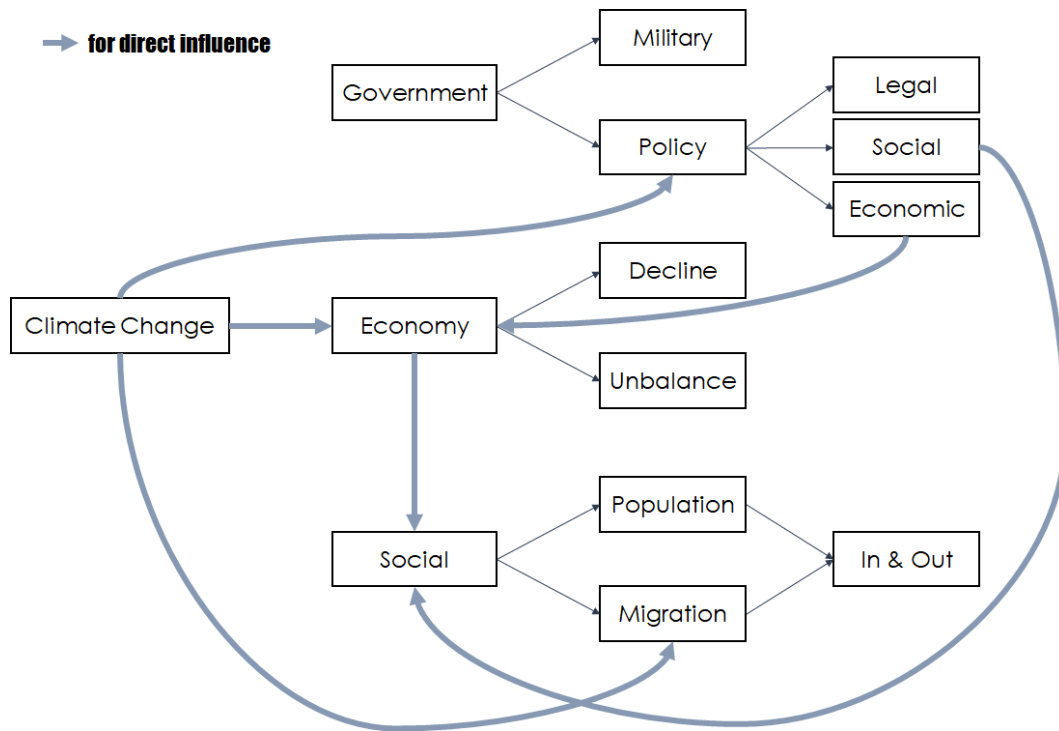 for direct influence
Military
Government
Legal
Policy
Social
Economic
Decline
Climate Change
Economy
Unbalance
Population
Social
In & Out
Migration